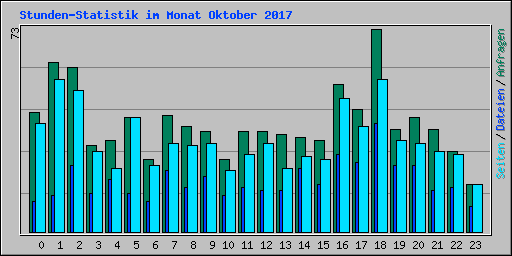 Stunden-Statistik im Monat Oktober 2017
73
Seiten / Dateien / Anfragen
0 1 2 3 4 5 6 7 8 9 10 11 12 13 14 15 16 17 18 19 20 21 22 23